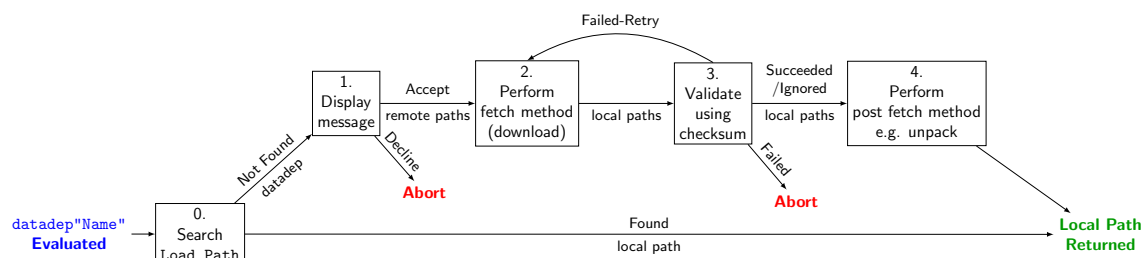 Failed-Retry
1.
Display
message
Accept
remote paths
2.
Perform
fetch method
(download)
local paths
3.
Validate
using
checksum
Succeeded
/Ignored
local paths
4.
Perform
post fetch method
e.g. unpack
Not Found
datadep
Decline
Abort
Failed
Abort
datadep"Name"
Evaluated
0.
Search
Load Path
Found
local path
Local Path
Returned